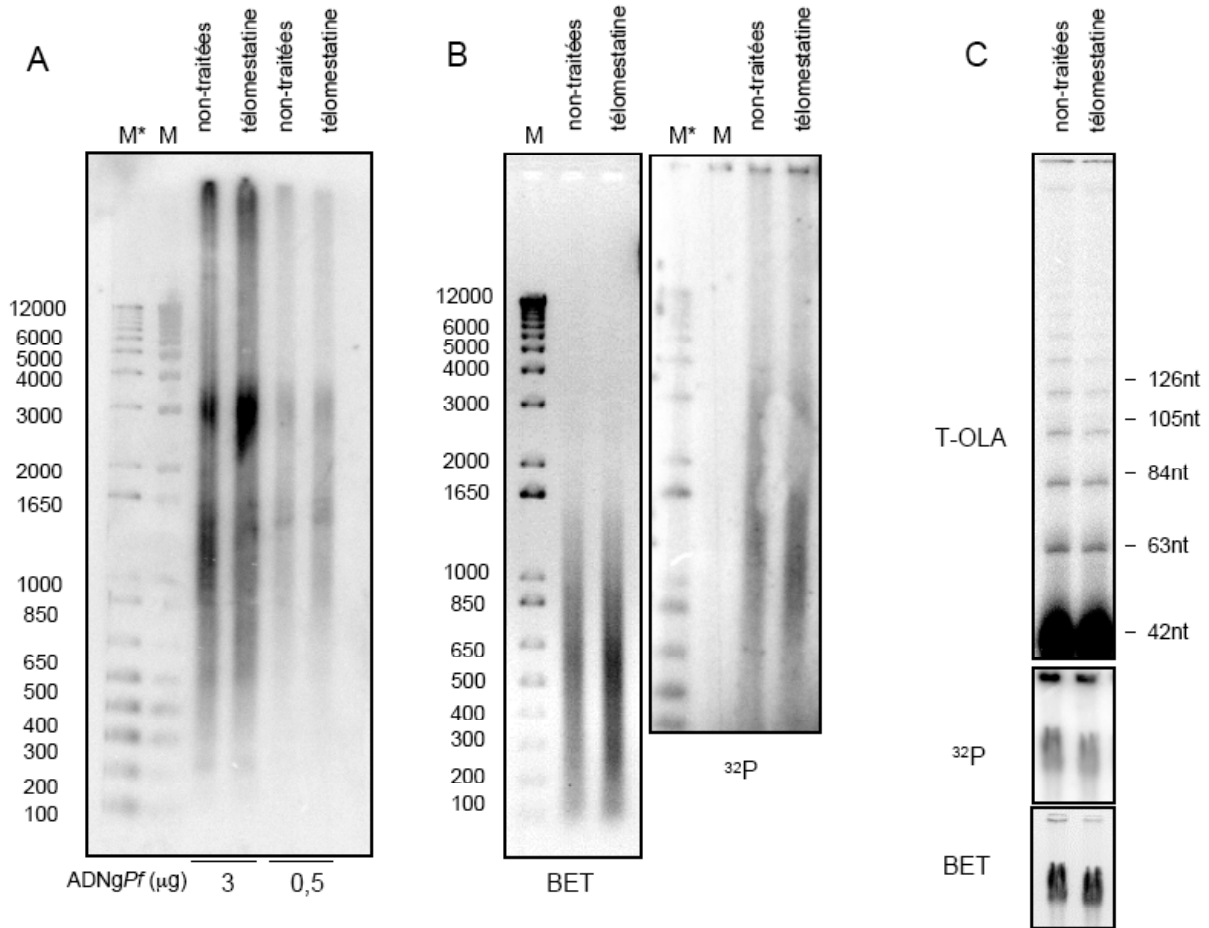 A
M* M non-traitées télomestatine non-traitées télomestatine
12000
6000
5000
4000
3000
2000
1650
1000
850
650
500
400
300
200
100
ADNgPf (µg) 3 0,5
B
M non-traitées télomestatine
M* M non-traitées télomestatine
12000
6000
5000
4000
3000
2000
1650
1000
850
650
500
400
300
200
100
BET
³²P
C
non-traitées télomestatine
T-OLA
– 126nt
– 105nt
– 84nt
– 63nt
– 42nt
³²P
BET